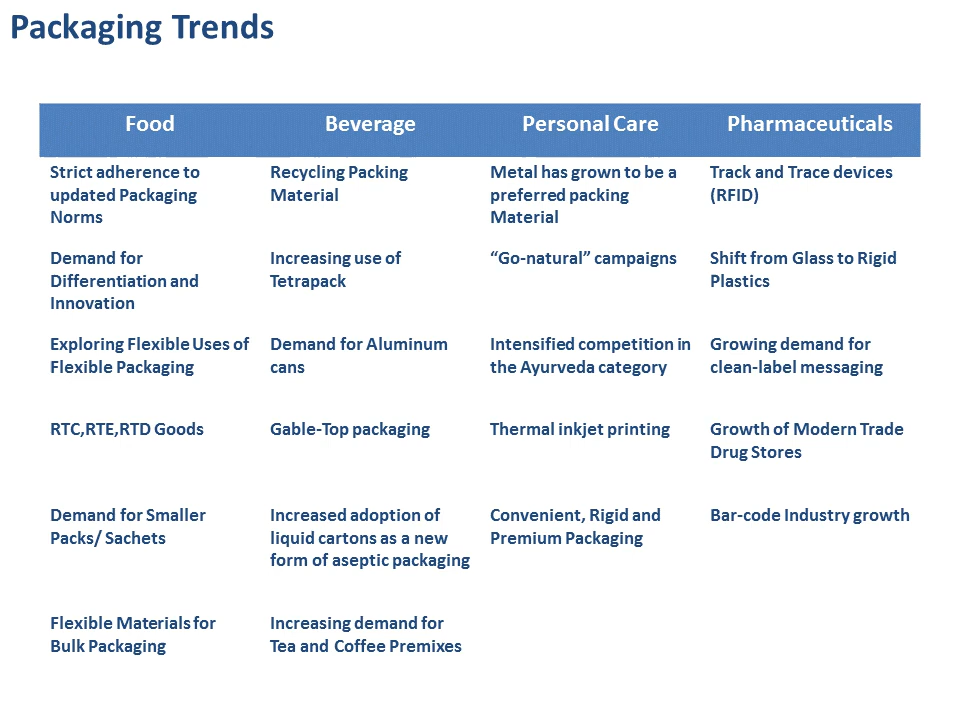 Packaging Trends
Food
Beverage
Personal Care
Pharmaceuticals
Strict adherence to
updated Packaging
Norms
Recycling Packing
Material
Metal has grown to be a
preferred packing
Material
Track and Trace devices
(RFID)
Demand for
Differentiation and
Innovation
Increasing use of
Tetrapack
“Go-natural” campaigns
Shift from Glass to Rigid
Plastics
Exploring Flexible Uses of
Flexible Packaging
Demand for Aluminum
cans
Intensified competition in
the Ayurveda category
Growing demand for
clean-label messaging
RTC,RTE,RTD Goods
Gable-Top packaging
Thermal inkjet printing
Growth of Modern Trade
Drug Stores
Demand for Smaller
Packs/ Sachets
Increased adoption of
liquid cartons as a new
form of aseptic packaging
Convenient, Rigid and
Premium Packaging
Bar-code Industry growth
Flexible Materials for
Bulk Packaging
Increasing demand for
Tea and Coffee Premixes